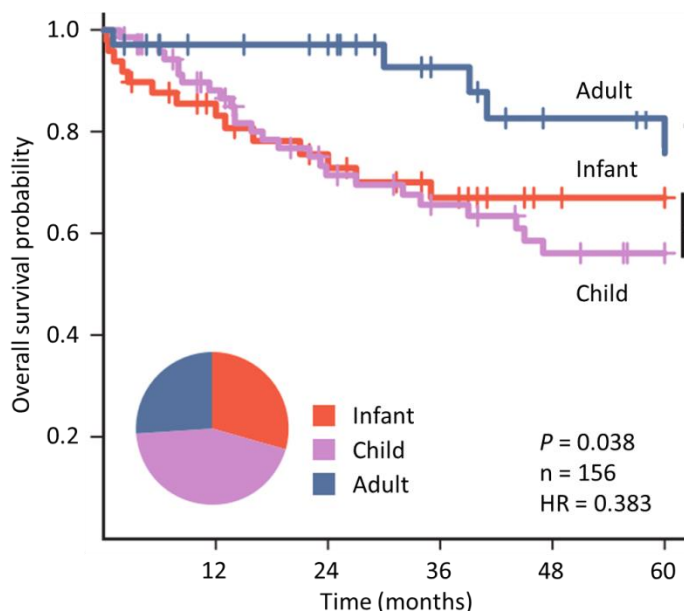 Overall survival probability
1.0
0.8
0.6
0.4
0.2
Adult
Infant
Child
Infant
Child
Adult
P = 0.038
n = 156
HR = 0.383
12
24
36
48
60
Time (months)